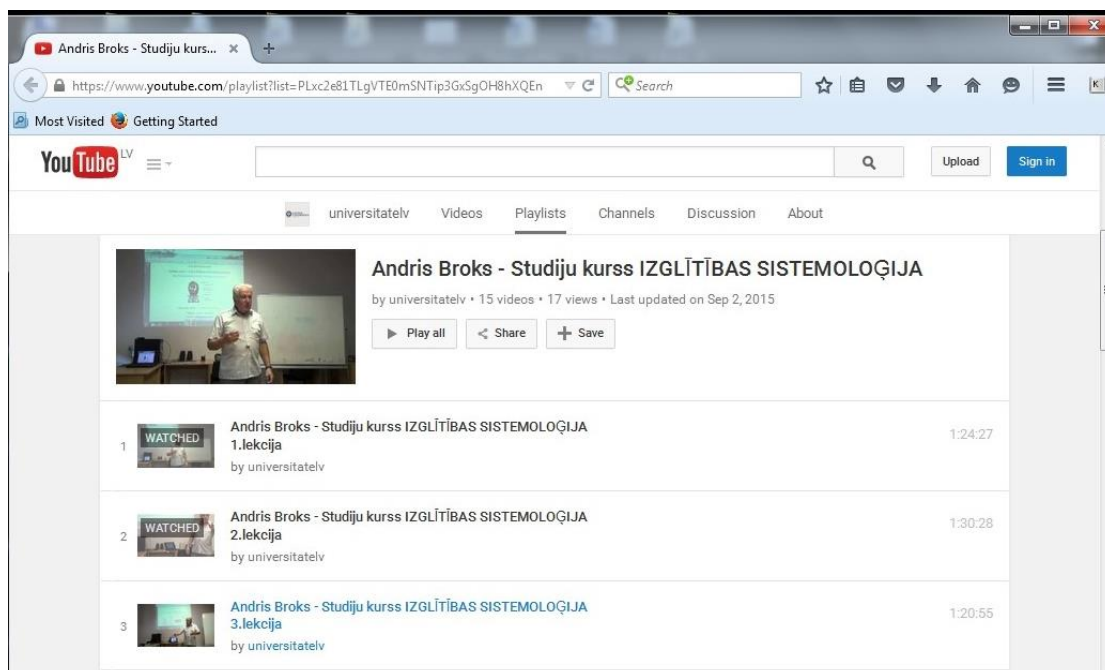 Andris Broks - Studiju kurs...
https://www.youtube.com/playlist?list=PLxc2e81TLgVTE0mSNTip3GxSgOH8hXQEn
Search
Most Visited
Getting Started
YouTube LV
Upload
Sign in
universitatelv
Videos
Playlists
Channels
Discussion
About
Andris Broks - Studiju kurss IZGLĪTĪBAS SISTEMOLOĢIJA
by universitatelv • 15 videos • 17 views • Last updated on Sep 2, 2015
Play all
Share
Save
1
WATCHED
Andris Broks - Studiju kurss IZGLĪTĪBAS SISTEMOLOĢIJA
1.lekcija
by universitatelv
1:24:27
2
WATCHED
Andris Broks - Studiju kurss IZGLĪTĪBAS SISTEMOLOĢIJA
2.lekcija
by universitatelv
1:30:28
3
Andris Broks - Studiju kurss IZGLĪTĪBAS SISTEMOLOĢIJA
3.lekcija
by universitatelv
1:20:55